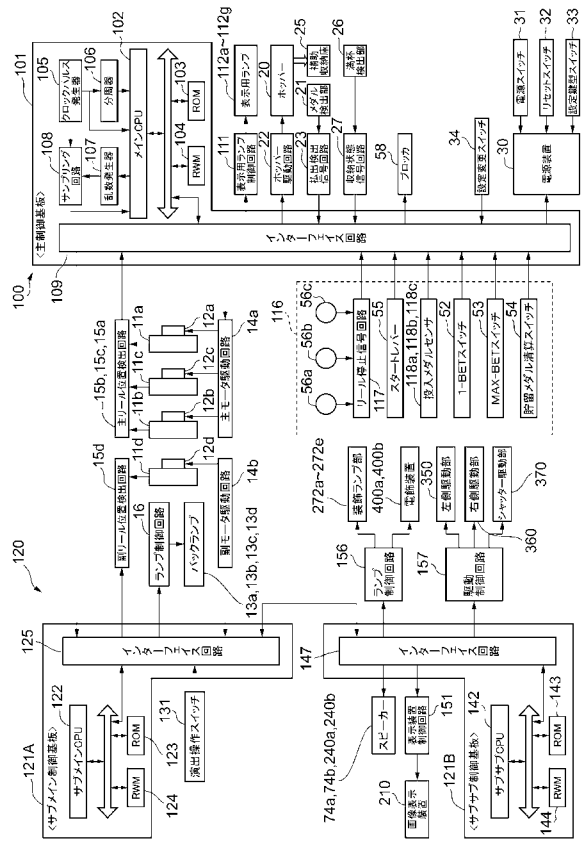 100
101
<主制御基板>
105
クロックパルス発生器
106
分周器
102
メインCPU
108
サンプリング回路
107
乱数発生器
103
ROM
104
RWM
109
インターフェイス回路
112a~112g
表示用ランプ
111
表示用ランプ制御回路
20
ホッパー
22
ホッパー駆動回路
25
補助収納庫
21
メダル検出部
23
払出検出信号回路
26
満杯検出部
27
収納状態信号回路
58
ブロッカ
34
設定変更スイッチ
31
電源スイッチ
32
リセットスイッチ
33
設定鍵型スイッチ
30
電源装置
15b, 15c, 15a
主リール位置検出回路
11a
12a
11c
12c
11b
12b
14a
主モータ駆動回路
116
56a
56b
56c
リール停止信号回路
117
スタートレバー
55
投入メダルセンサ
118a, 118b, 118c
1-BETスイッチ
52
MAX-BETスイッチ
53
貯留メダル清算スイッチ
54
120
15d
副リール位置検出回路
11d
12d
14b
副モータ駆動回路
16
ランプ制御回路
バックランプ
13a, 13b, 13c, 13d
272a~272e
装飾ランプ部
400a, 400b
電飾装置
156
ランプ制御回路
350
左側駆動部
右側駆動部
360
370
シャッター駆動部
157
駆動制御回路
121A
<サブメイン制御基板>
122
サブメインCPU
ROM
123
RWM
124
125
インターフェイス回路
131
演出操作スイッチ
147
インターフェイス回路
74a, 74b, 240a, 240b
スピーカー
151
表示装置制御回路
210
画像表示装置
121B
<サブサブ制御基板>
142
サブサブCPU
ROM
143
RWM
144